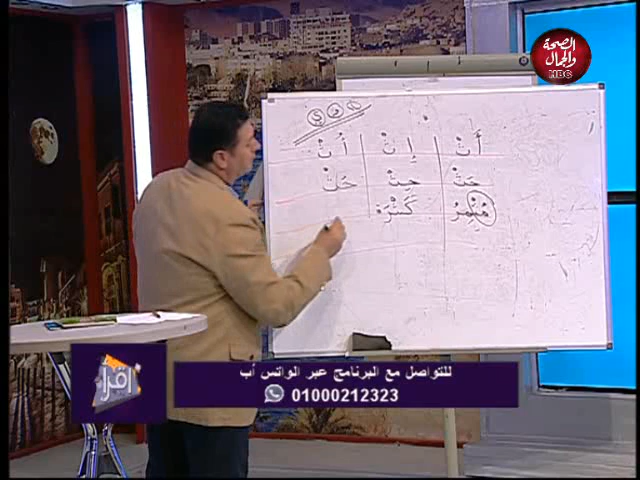 الصحة
والجمال
HBC
أَنْ إِنْ أُنْ
حَتْ حِتْ
اقرأ
للتواصل مع البرنامج عبر الواتس أب
01000212323